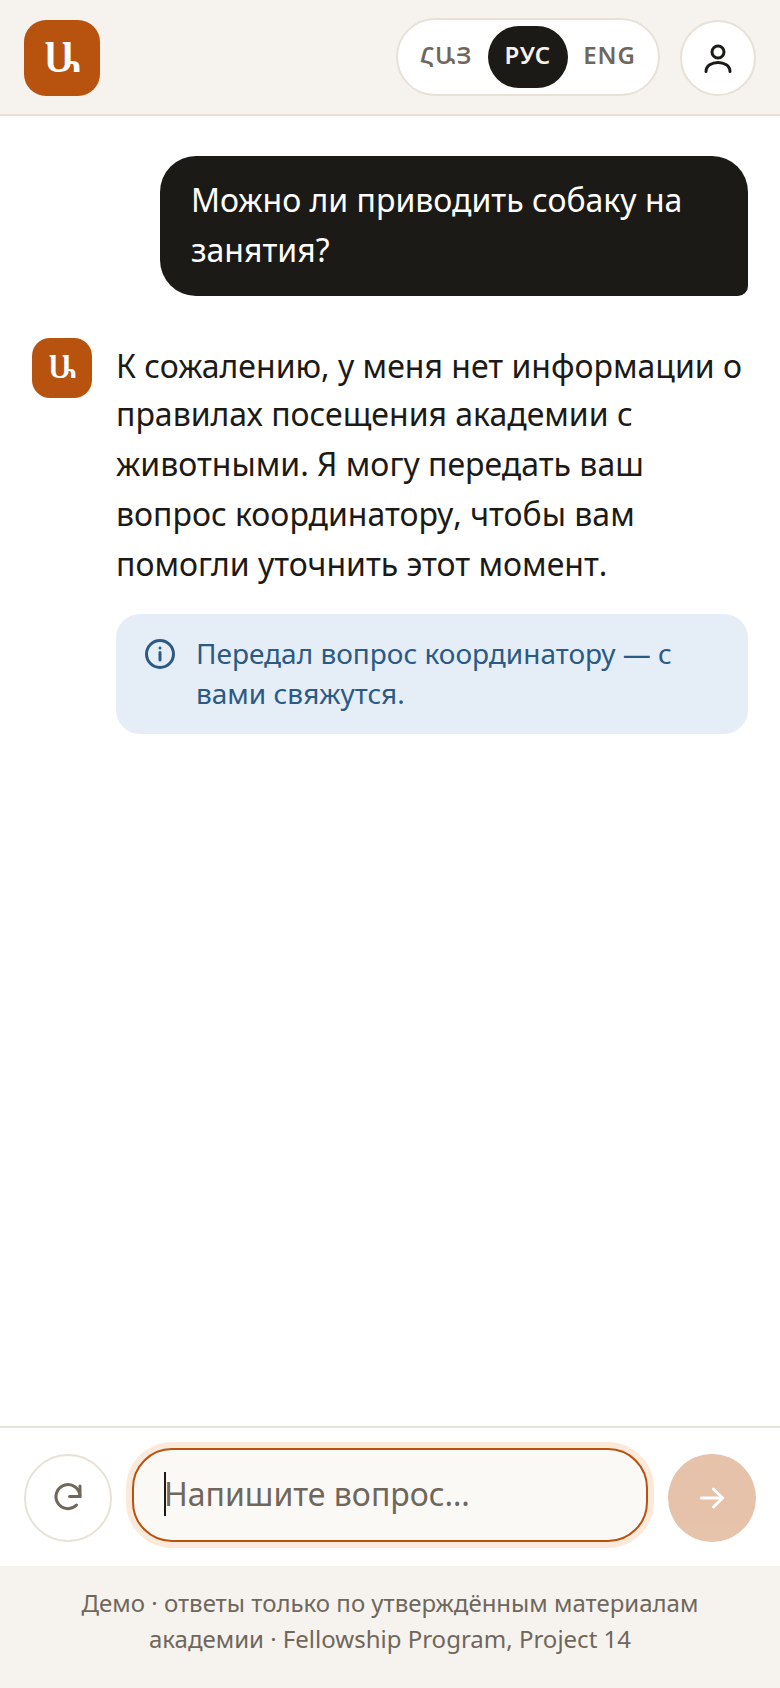 Ա
ՀԱՅ РУС ENG
Можно ли приводить собаку на
занятия?
Ա
К сожалению, у меня нет информации о
правилах посещения академии с
животными. Я могу передать ваш
вопрос координатору, чтобы вам
помогли уточнить этот момент.
Передал вопрос координатору — с
вами свяжутся.
Напишите вопрос...
Демо · ответы только по утверждённым материалам
академии · Fellowship Program, Project 14